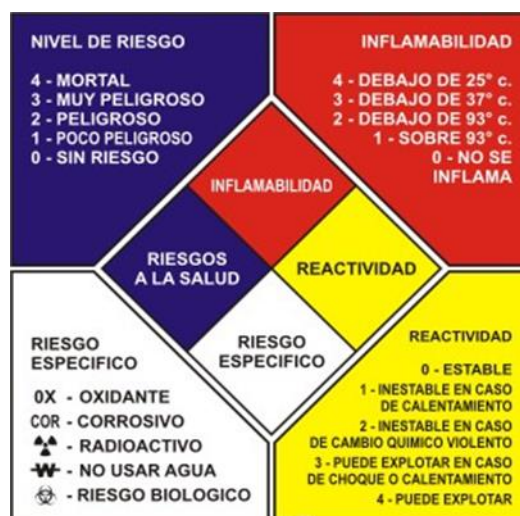 NIVEL DE RIESGO
4 - MORTAL
3 - MUY PELIGROSO
2 - PELIGROSO
1 - POCO PELIGROSO
0 - SIN RIESGO
INFLAMABILIDAD
4 - DEBAJO DE 25° c.
3 - DEBAJO DE 37° c.
2 - DEBAJO DE 93° c.
1 - SOBRE 93° c.
0 - NO SE
INFLAMA
INFLAMABILIDAD
RIESGOS
A LA SALUD
REACTIVIDAD
RIESGO
ESPECIFICO
RIESGO
ESPECIFICO
0X - OXIDANTE
COR - CORROSIVO
- RADIOACTIVO
W - NO USAR AGUA
- RIESGO BIOLOGICO
REACTIVIDAD
0 - ESTABLE
1 - INESTABLE EN CASO
DE CALENTAMIENTO
2 - INESTABLE EN CASO
DE CAMBIO QUIMICO VIOLENTO
3 - PUEDE EXPLOTAR EN CASO
DE CHOQUE O CALENTAMIENTO
4 - PUEDE EXPLOTAR